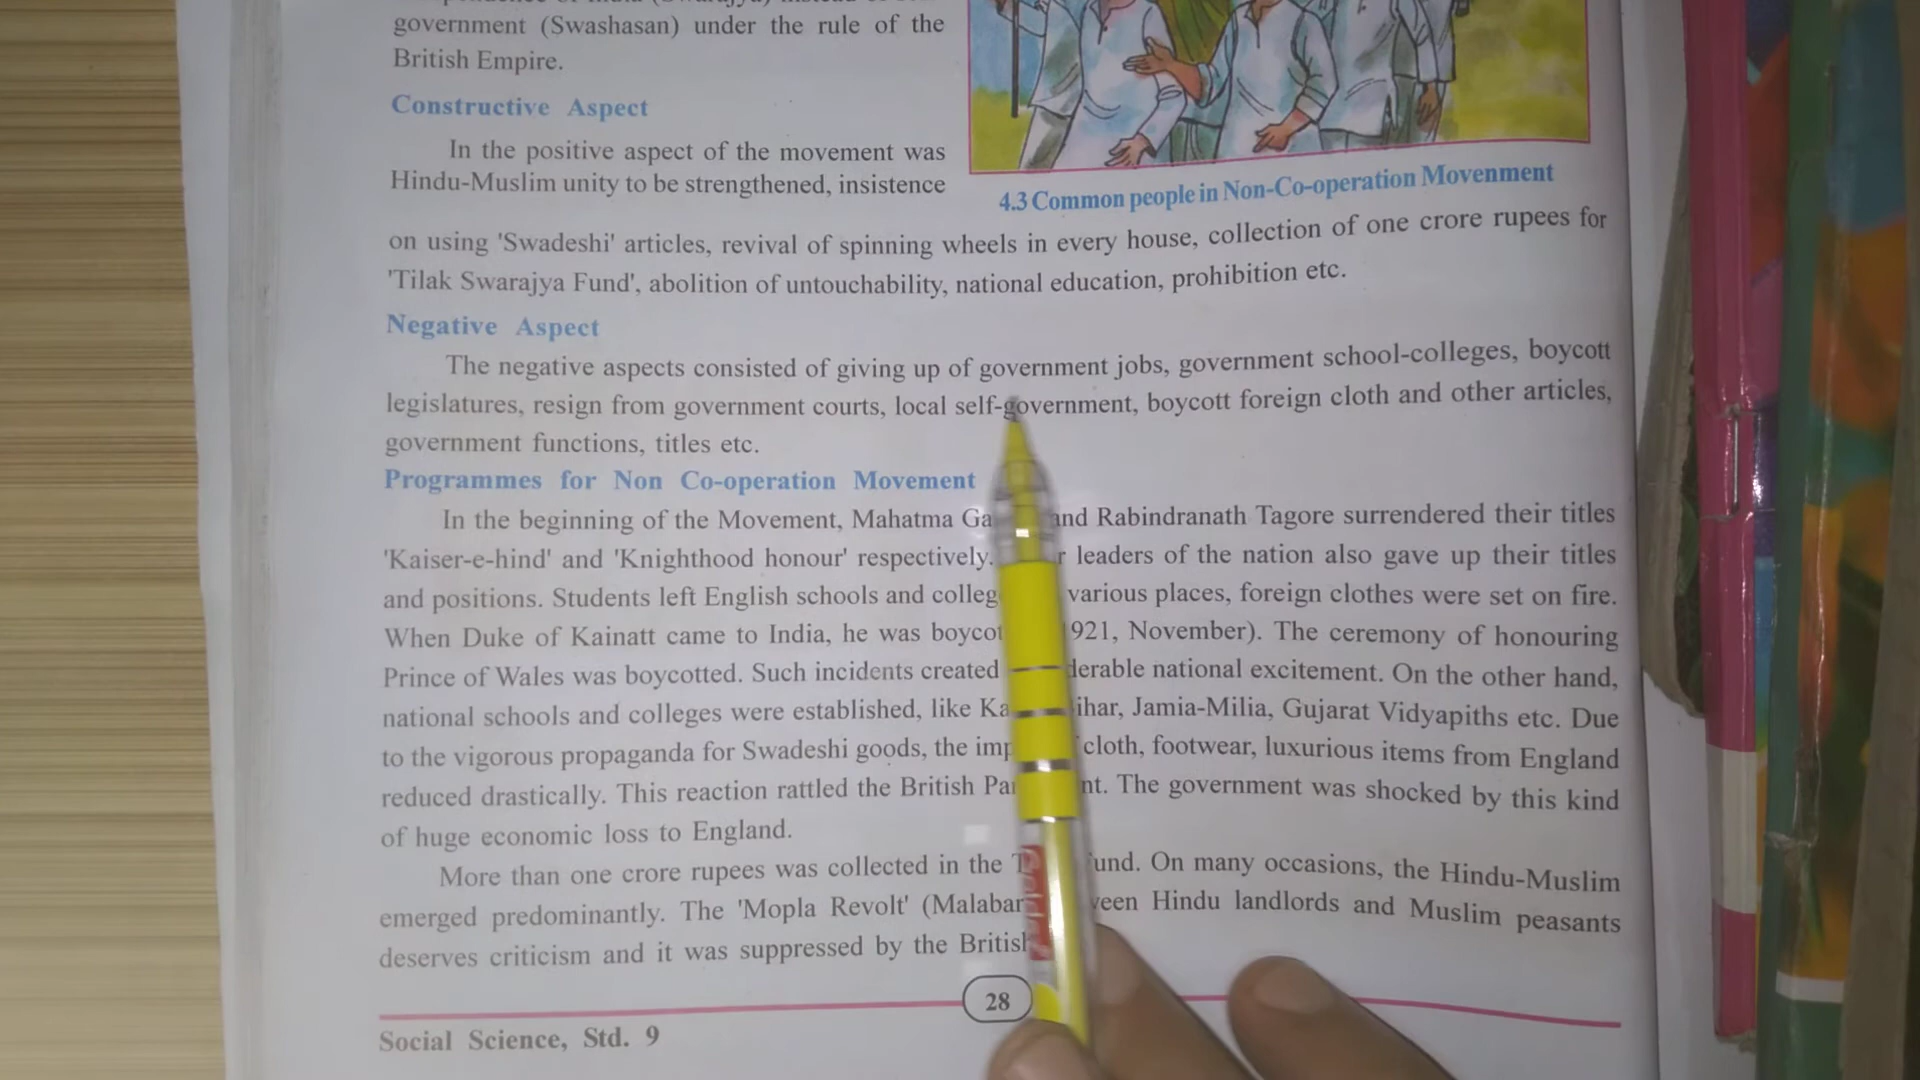 government (Swashasan) under the rule of the
British Empire.
Constructive Aspect
In the positive aspect of the movement was
Hindu-Muslim unity to be strengthened, insistence
4.3 Common people in Non-Co-operation Movenment
on using 'Swadeshi' articles, revival of spinning wheels in every house, collection of one crore rupees for
'Tilak Swarajya Fund', abolition of untouchability, national education, prohibition etc.
Negative Aspect
The negative aspects consisted of giving up of government jobs, government school-colleges, boycott
legislatures, resign from government courts, local self-government, boycott foreign cloth and other articles,
government functions, titles etc.
Programmes for Non Co-operation Movement
In the beginning of the Movement, Mahatma Ga and Rabindranath Tagore surrendered their titles
'Kaiser-e-hind' and 'Knighthood honour' respectively. leaders of the nation also gave up their titles
and positions. Students left English schools and colleg various places, foreign clothes were set on fire.
When Duke of Kainatt came to India, he was boycot 1921, November). The ceremony of honouring
Prince of Wales was boycotted. Such incidents created derable national excitement. On the other hand,
national schools and colleges were established, like Ka ihar, Jamia-Milia, Gujarat Vidyapiths etc. Due
to the vigorous propaganda for Swadeshi goods, the imp cloth, footwear, luxurious items from England
reduced drastically. This reaction rattled the British Pa nt. The government was shocked by this kind
of huge economic loss to England.
More than one crore rupees was collected in the und. On many occasions, the Hindu-Muslim
emerged predominantly. The 'Mopla Revolt' (Malabar een Hindu landlords and Muslim peasants
deserves criticism and it was suppressed by the British
28
Social Science, Std. 9